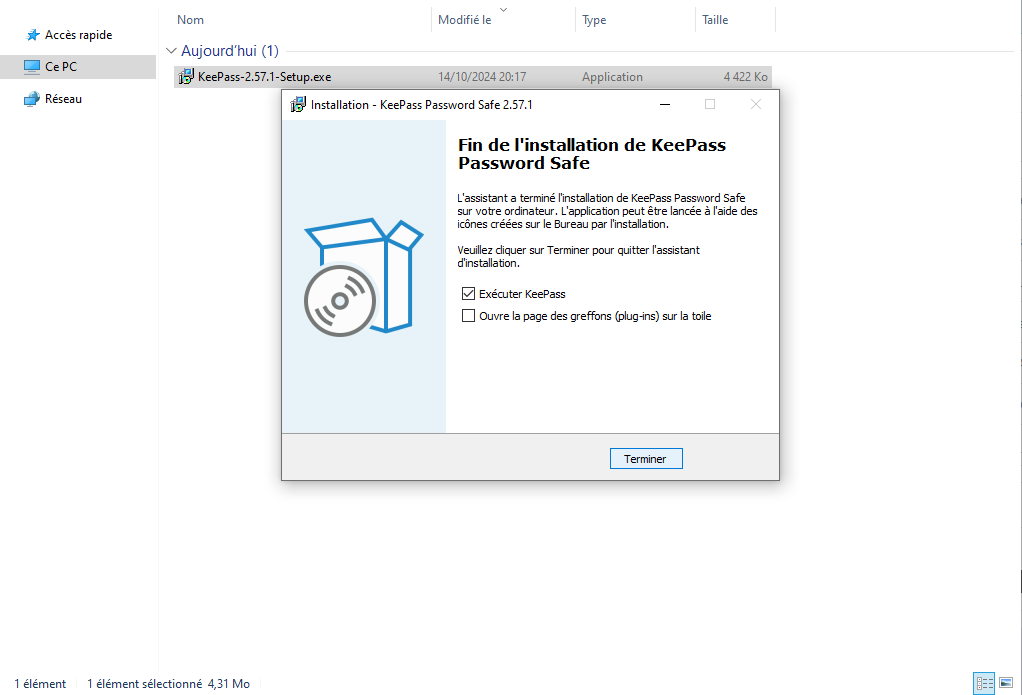 Nom
Modifié le
Type
Taille
Accès rapide
Ce PC
Réseau
Aujourd'hui (1)
KeePass-2.57.1-Setup.exe
14/10/2024 20:17
Application
4 422 Ko
Installation - KeePass Password Safe 2.57.1
Fin de l'installation de KeePass
Password Safe
L'assistant a terminé l'installation de KeePass Password Safe
sur votre ordinateur. L'application peut être lancée à l'aide des
icônes créées sur le Bureau par l'installation.
Veuillez cliquer sur Terminer pour quitter l'assistant
d'installation.
Exécuter KeePass
Ouvre la page des greffons (plug-ins) sur la toile
Terminer
1 élément
1 élément sélectionné 4,31 Mo